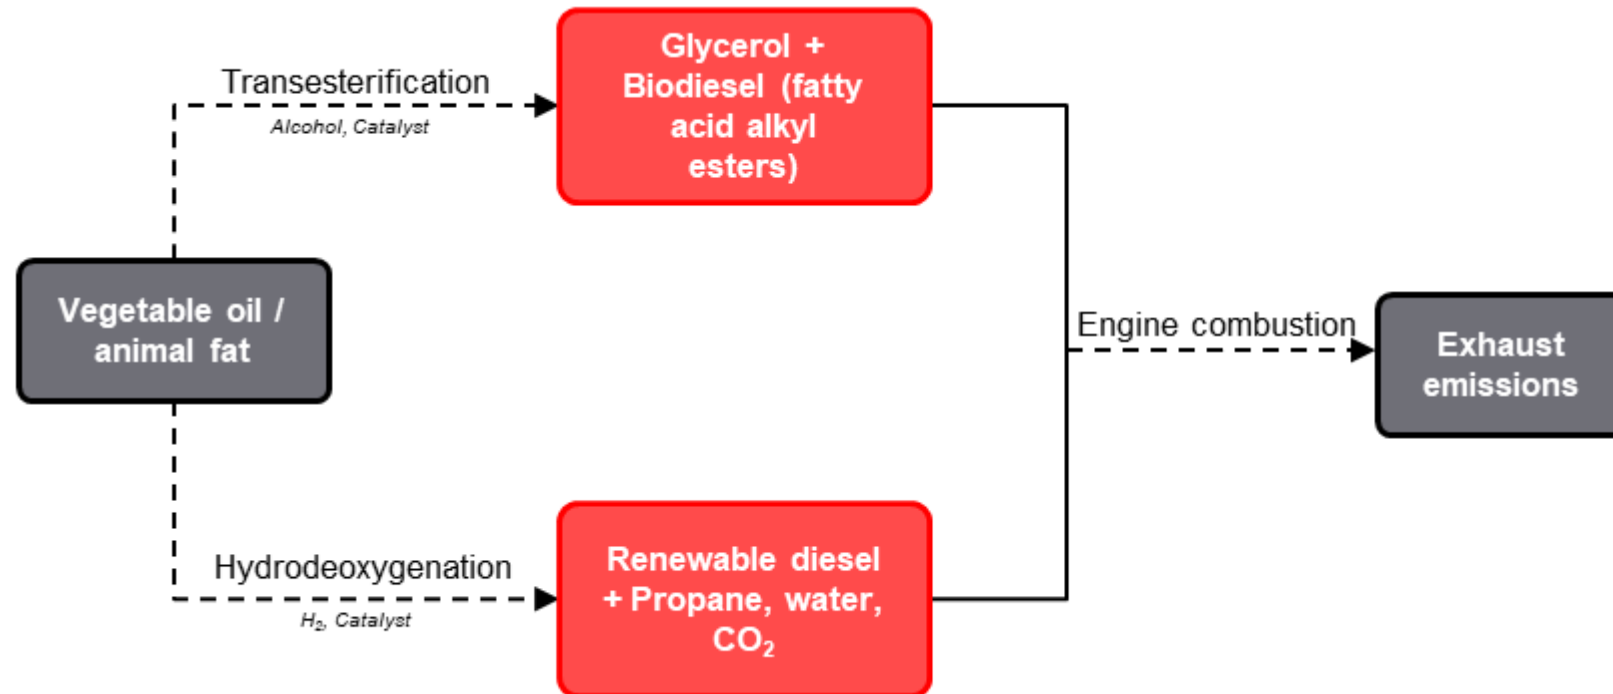 Transesterification
Alcohol, Catalyst
Glycerol +
Biodiesel (fatty
acid alkyl
esters)
Vegetable oil /
animal fat
Engine combustion
Exhaust
emissions
Hydrodeoxygenation
H₂, Catalyst
Renewable diesel
+ Propane, water,
CO₂